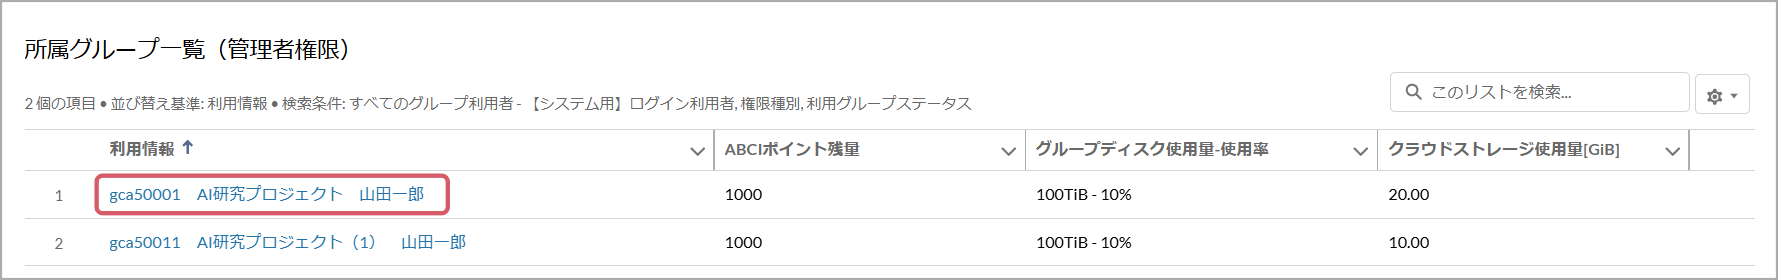 所属グループ一覧（管理者権限）
2 個の項目 • 並び替え基準: 利用情報 • 検索条件: すべてのグループ利用者 - 【システム用】ログイン利用者, 権限種別, 利用グループステータス
このリストを検索...
利用情報 ↑ ABCIポイント残量 グループディスク使用量-使用率 クラウドストレージ使用量[GiB]
1 gca50001　AI研究プロジェクト　山田一郎 1000 100TiB - 10% 20.00
2 gca50011　AI研究プロジェクト（1）　山田一郎 1000 100TiB - 10% 10.00